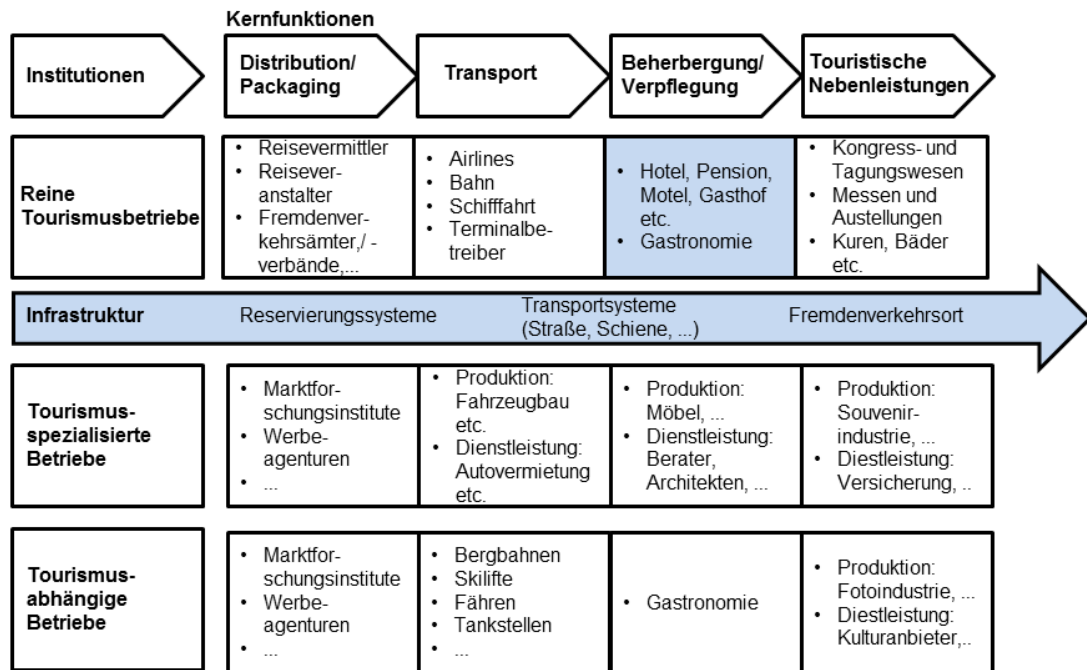 Kernfunktionen
Institutionen
Distribution/
Packaging
Transport
Beherbergung/
Verpflegung
Touristische
Nebenleistungen
Reine
Tourismusbetriebe
• Reisevermittler
• Reisever-
anstalter
• Fremdenver-
kehrsämter,/ -
verbände,...
• Airlines
• Bahn
• Schifffahrt
• Terminalbe-
treiber
• Hotel, Pension,
Motel, Gasthof
etc.
• Gastronomie
• Kongress- und
Tagungswesen
• Messen und
Austellungen
• Kuren, Bäder
etc.
Infrastruktur
Reservierungssysteme
Transportsysteme
(Straße, Schiene, ...)
Fremdenverkehrsort
Tourismus-
spezialisierte
Betriebe
• Marktfor-
schungsinstitute
• Werbe-
agenturen
• ...
• Produktion:
Fahrzeugbau
etc.
• Dienstleistung:
Autovermietung
etc.
• Produktion:
Möbel, ...
• Dienstleistung:
Berater,
Architekten, ...
• Produktion:
Souvenir-
industrie, ...
• Diestleistung:
Versicherung, ..
Tourismus-
abhängige
Betriebe
• Marktfor-
schungsinstitute
• Werbe-
agenturen
• ...
• Bergbahnen
• Skilifte
• Fähren
• Tankstellen
• ...
• Gastronomie
• Produktion:
Fotoindustrie, ...
• Diestleistung:
Kulturanbieter,..